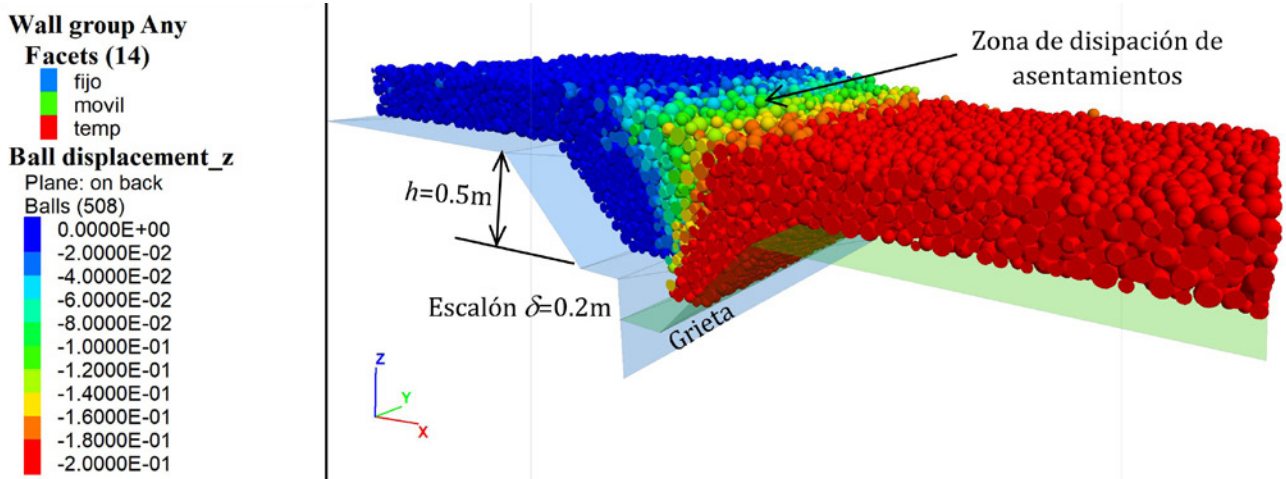 Wall group Any
Facets (14)
fijo
movil
temp
Ball displacement_z
Plane: on back
Balls (508)
0.0000E+00
-2.0000E-02
-4.0000E-02
-6.0000E-02
-8.0000E-02
-1.0000E-01
-1.2000E-01
-1.4000E-01
-1.6000E-01
-1.8000E-01
-2.0000E-01
Zona de disipación de
asentamientos
h=0.5m
Escalón δ=0.2m
Grieta
Z
Y
X